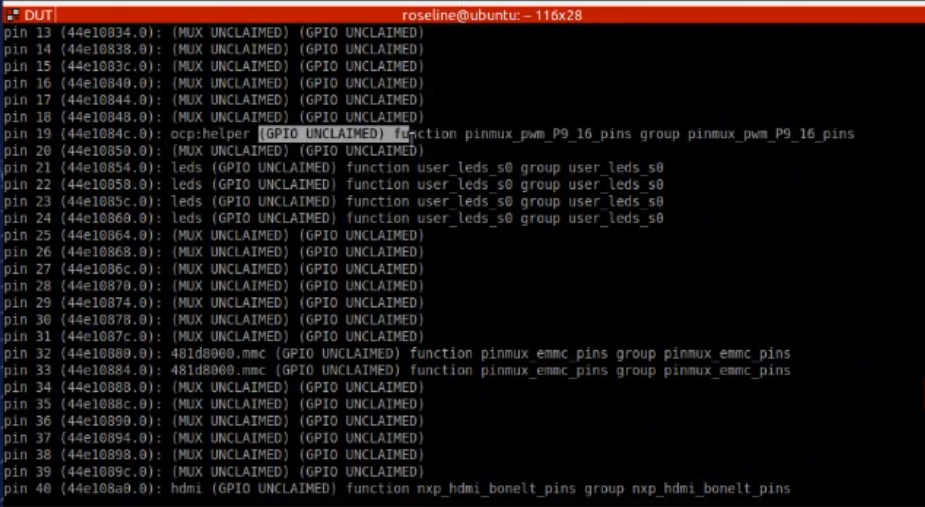 DUT
roseline@ubuntu: ~ 116x28
pin 13 (44e10834.0): (MUX UNCLAIMED) (GPIO UNCLAIMED)
pin 14 (44e10838.0): (MUX UNCLAIMED) (GPIO UNCLAIMED)
pin 15 (44e1083c.0): (MUX UNCLAIMED) (GPIO UNCLAIMED)
pin 16 (44e10840.0): (MUX UNCLAIMED) (GPIO UNCLAIMED)
pin 17 (44e10844.0): (MUX UNCLAIMED) (GPIO UNCLAIMED)
pin 18 (44e10848.0): (MUX UNCLAIMED) (GPIO UNCLAIMED)
pin 19 (44e1084c.0): ocp:helper (GPIO UNCLAIMED) function pinmux_pwm_P9_16_pins group pinmux_pwm_P9_16_pins
pin 20 (44e10850.0): (MUX UNCLAIMED) (GPIO UNCLAIMED)
pin 21 (44e10854.0): leds (GPIO UNCLAIMED) function user_leds_s0 group user_leds_s0
pin 22 (44e10858.0): leds (GPIO UNCLAIMED) function user_leds_s0 group user_leds_s0
pin 23 (44e1085c.0): leds (GPIO UNCLAIMED) function user_leds_s0 group user_leds_s0
pin 24 (44e10860.0): leds (GPIO UNCLAIMED) function user_leds_s0 group user_leds_s0
pin 25 (44e10864.0): (MUX UNCLAIMED) (GPIO UNCLAIMED)
pin 26 (44e10868.0): (MUX UNCLAIMED) (GPIO UNCLAIMED)
pin 27 (44e1086c.0): (MUX UNCLAIMED) (GPIO UNCLAIMED)
pin 28 (44e10870.0): (MUX UNCLAIMED) (GPIO UNCLAIMED)
pin 29 (44e10874.0): (MUX UNCLAIMED) (GPIO UNCLAIMED)
pin 30 (44e10878.0): (MUX UNCLAIMED) (GPIO UNCLAIMED)
pin 31 (44e1087c.0): (MUX UNCLAIMED) (GPIO UNCLAIMED)
pin 32 (44e10880.0): 481d8000.mmc (GPIO UNCLAIMED) function pinmux_emmc_pins group pinmux_emmc_pins
pin 33 (44e10884.0): 481d8000.mmc (GPIO UNCLAIMED) function pinmux_emmc_pins group pinmux_emmc_pins
pin 34 (44e10888.0): (MUX UNCLAIMED) (GPIO UNCLAIMED)
pin 35 (44e1088c.0): (MUX UNCLAIMED) (GPIO UNCLAIMED)
pin 36 (44e10890.0): (MUX UNCLAIMED) (GPIO UNCLAIMED)
pin 37 (44e10894.0): (MUX UNCLAIMED) (GPIO UNCLAIMED)
pin 38 (44e10898.0): (MUX UNCLAIMED) (GPIO UNCLAIMED)
pin 39 (44e1089c.0): (MUX UNCLAIMED) (GPIO UNCLAIMED)
pin 40 (44e108a0.0): hdmi (GPIO UNCLAIMED) function nxp_hdmi_bonelt_pins group nxp_hdmi_bonelt_pins